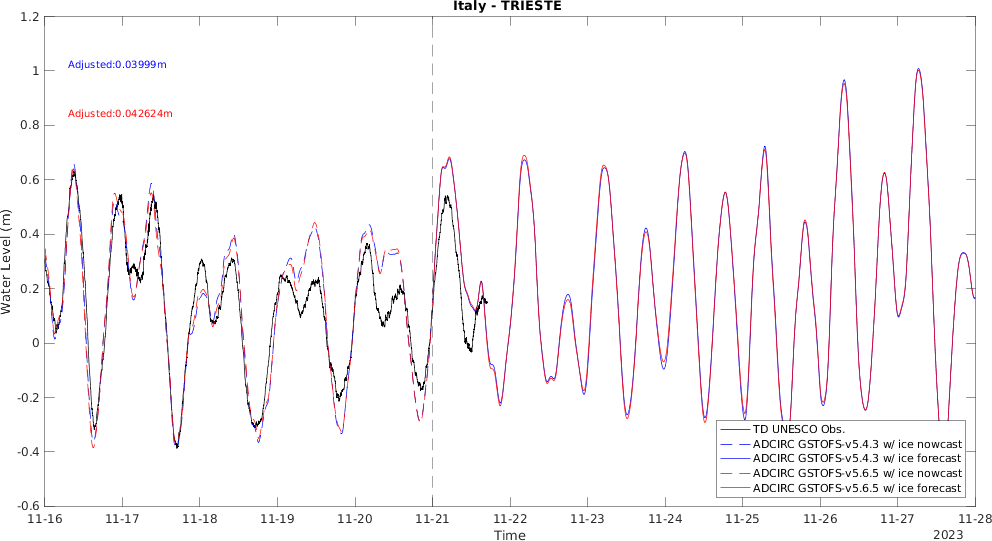 Italy - TRIESTE
1.2
1
0.8
0.6
0.4
0.2
0
-0.2
-0.4
-0.6
Water Level (m)
Adjusted:0.03999m
Adjusted:0.042624m
TD UNESCO Obs.
ADCIRC GSTOFS-v5.4.3 w/ ice nowcast
ADCIRC GSTOFS-v5.4.3 w/ ice forecast
ADCIRC GSTOFS-v5.6.5 w/ ice nowcast
ADCIRC GSTOFS-v5.6.5 w/ ice forecast
11-16 11-17 11-18 11-19 11-20 11-21 11-22 11-23 11-24 11-25 11-26 11-27 11-28
Time
2023